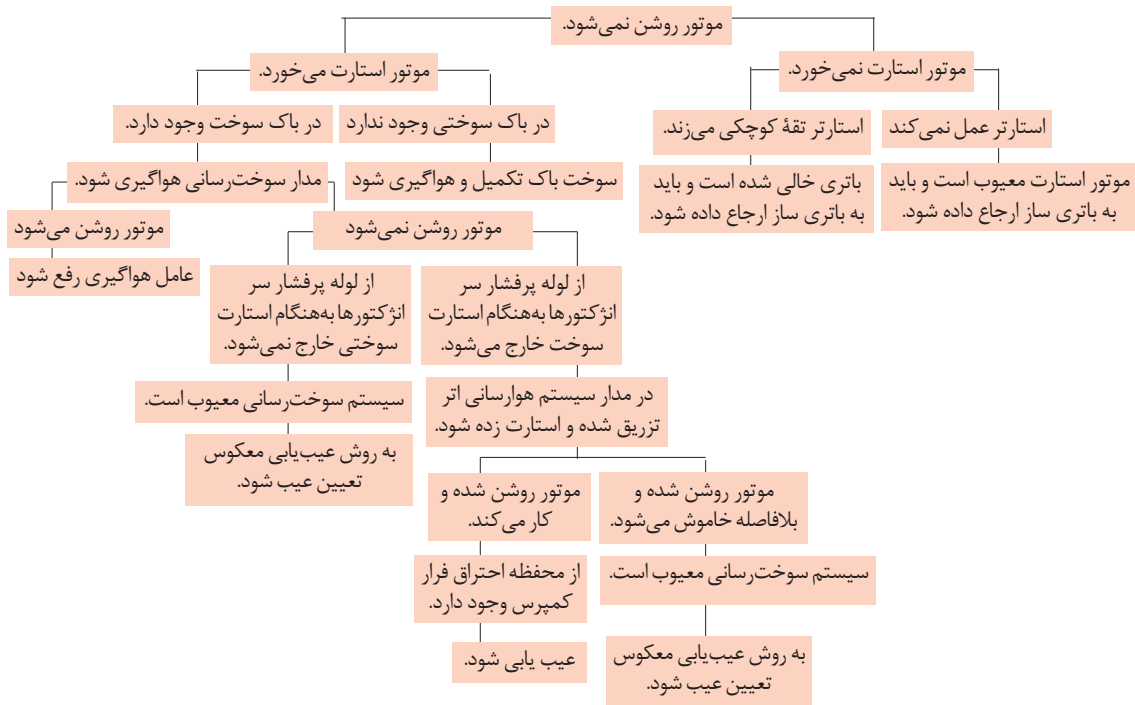 موتور روشن نمی‌شود.
موتور استارت نمی‌خورد.
موتور استارت می‌خورد.
استارتر عمل نمی‌کند
استارتر تقهٔ کوچکی می‌زند.
در باک سوختی وجود ندارد
در باک سوخت وجود دارد.
موتور استارت معیوب است و باید
به باتری ساز ارجاع داده شود.
باتری خالی شده است و باید
به باتری ساز ارجاع داده شود.
سوخت باک تکمیل و هواگیری شود
مدار سوخت‌رسانی هواگیری شود.
موتور روشن نمی‌شود
موتور روشن می‌شود
عامل هواگیری رفع شود
از لوله پرفشار سر
انژکتورها به‌هنگام استارت
سوخت خارج می‌شود.
از لوله پرفشار سر
انژکتورها به‌هنگام استارت
سوختی خارج نمی‌شود.
در مدار سیستم هوارسانی اتر
تزریق شده و استارت زده شود.
سیستم سوخت‌رسانی معیوب است.
به روش عیب‌یابی معکوس
تعیین عیب شود.
موتور روشن شده و
بلافاصله خاموش می‌شود.
موتور روشن شده و
کار می‌کند.
سیستم سوخت‌رسانی معیوب است.
از محفظه احتراق فرار
کمپرس وجود دارد.
به روش عیب‌یابی معکوس
تعیین عیب شود.
عیب یابی شود.